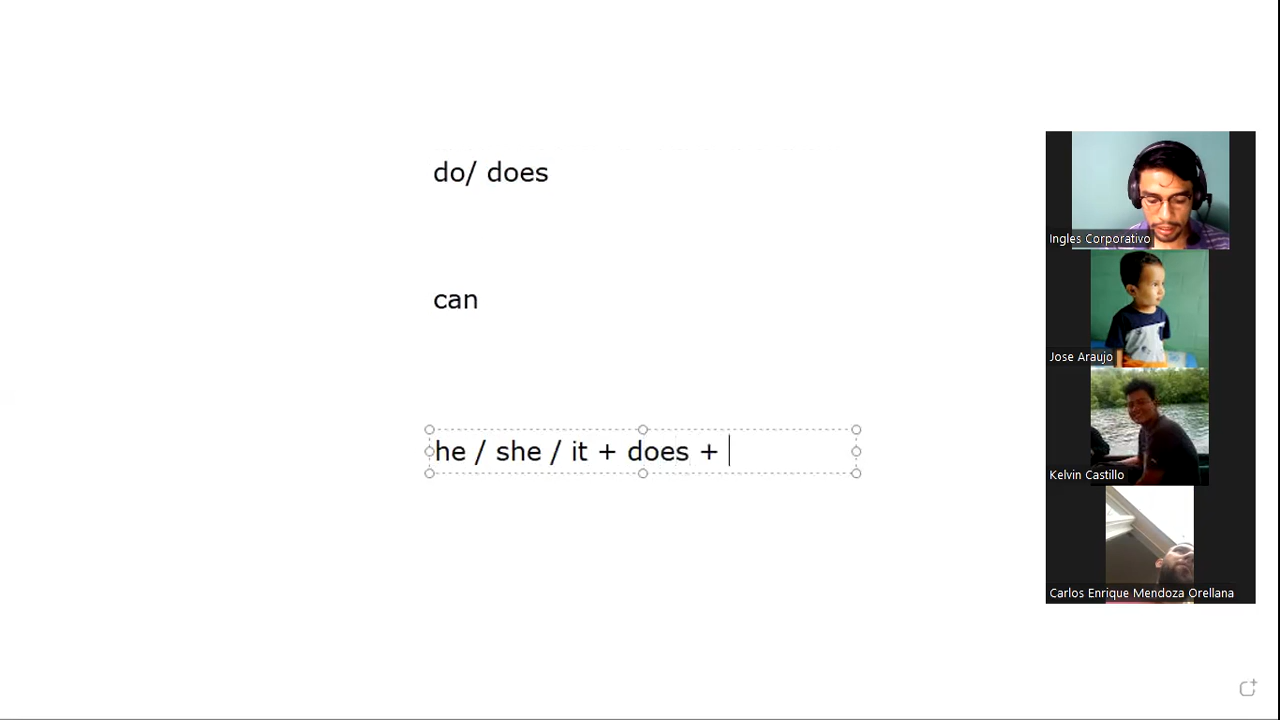 do/ does
can
he / she / it + does +
Ingles Corporativo
Jose Araujo
Kelvin Castillo
Carlos Enrique Mendoza Orellana